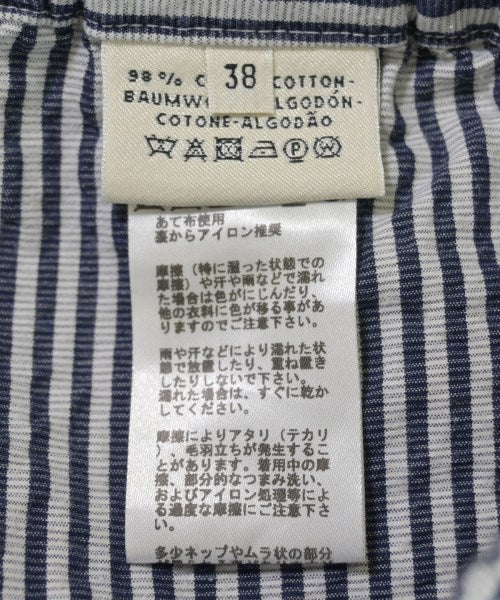 38
98% C COTTON-
BAUMWO ALGODÓN-
COTONE-ALGODÃO
あて布使用
裏からアイロン推奨
摩擦（特に湿った状態での
摩擦）や汗や雨などで濡れ
た場合は色がにじんだり、
他の衣料に色が移る事があ
りますのでご注意下さい。
雨や汗などにより濡れた状
態で放置したり、重ね置き
したりしないで下さい。
濡れた場合は、すぐに乾か
してください。
摩擦によりアタリ（テカリ
）、毛羽立ちが発生するこ
とがあります。着用中の摩
擦、部分的なつまみ洗い、
およびアイロン処理等によ
る過度な摩擦にご注意下さ
い。
多少ネップやムラ状の部分